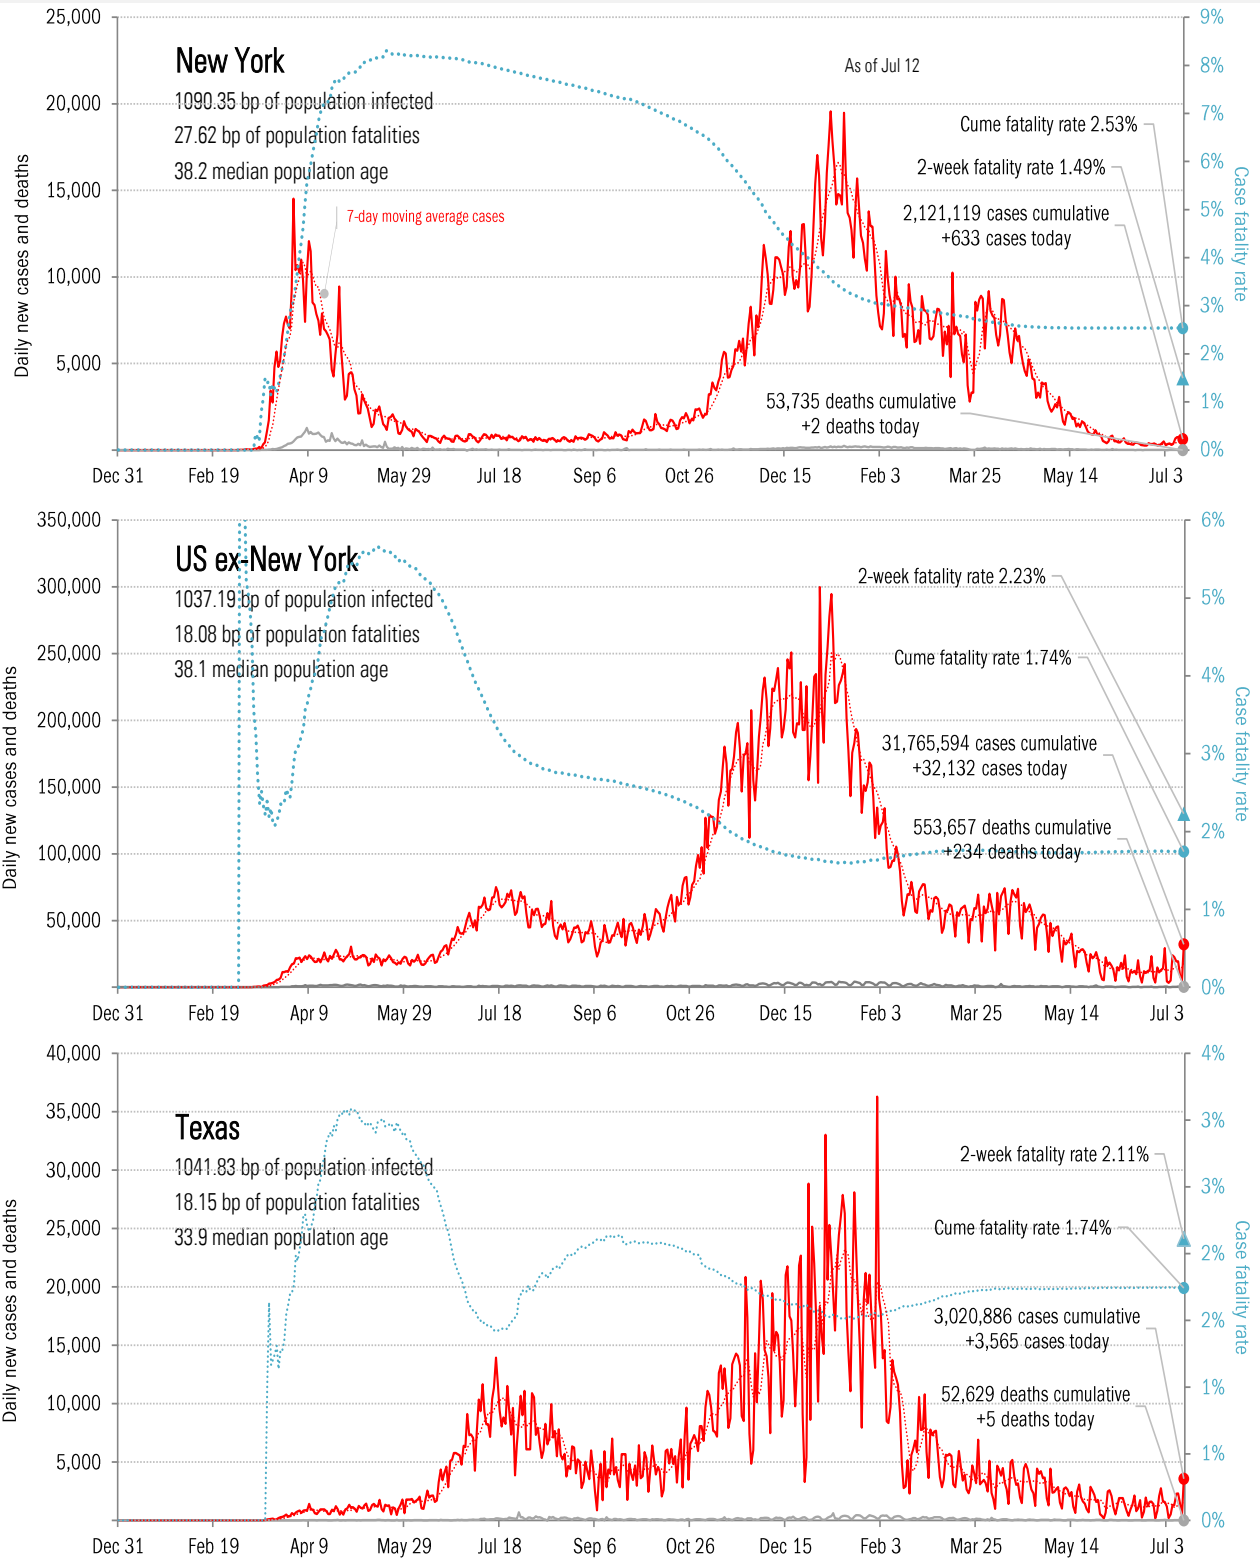 25,000
20,000
15,000
10,000
5,000
Daily new cases and deaths
New York
1090.35 bp of population infected
27.62 bp of population fatalities
38.2 median population age
7-day moving average cases
As of Jul 12
Cume fatality rate 2.53%
2-week fatality rate 1.49%
2,121,119 cases cumulative
+633 cases today
53,735 deaths cumulative
+2 deaths today
9%
8%
7%
6%
5%
4%
3%
2%
1%
0%
Case fatality rate
Dec 31 Feb 19 Apr 9 May 29 Jul 18 Sep 6 Oct 26 Dec 15 Feb 3 Mar 25 May 14 Jul 3
350,000
300,000
250,000
200,000
150,000
100,000
50,000
Daily new cases and deaths
US ex-New York
1037.19 bp of population infected
18.08 bp of population fatalities
38.1 median population age
2-week fatality rate 2.23%
Cume fatality rate 1.74%
31,765,594 cases cumulative
+32,132 cases today
553,657 deaths cumulative
+234 deaths today
6%
5%
4%
3%
2%
1%
0%
Case fatality rate
Dec 31 Feb 19 Apr 9 May 29 Jul 18 Sep 6 Oct 26 Dec 15 Feb 3 Mar 25 May 14 Jul 3
40,000
35,000
30,000
25,000
20,000
15,000
10,000
5,000
Daily new cases and deaths
Texas
1041.83 bp of population infected
18.15 bp of population fatalities
33.9 median population age
2-week fatality rate 2.11%
Cume fatality rate 1.74%
3,020,886 cases cumulative
+3,565 cases today
52,629 deaths cumulative
+5 deaths today
4%
3%
3%
2%
2%
1%
1%
0%
Case fatality rate
Dec 31 Feb 19 Apr 9 May 29 Jul 18 Sep 6 Oct 26 Dec 15 Feb 3 Mar 25 May 14 Jul 3